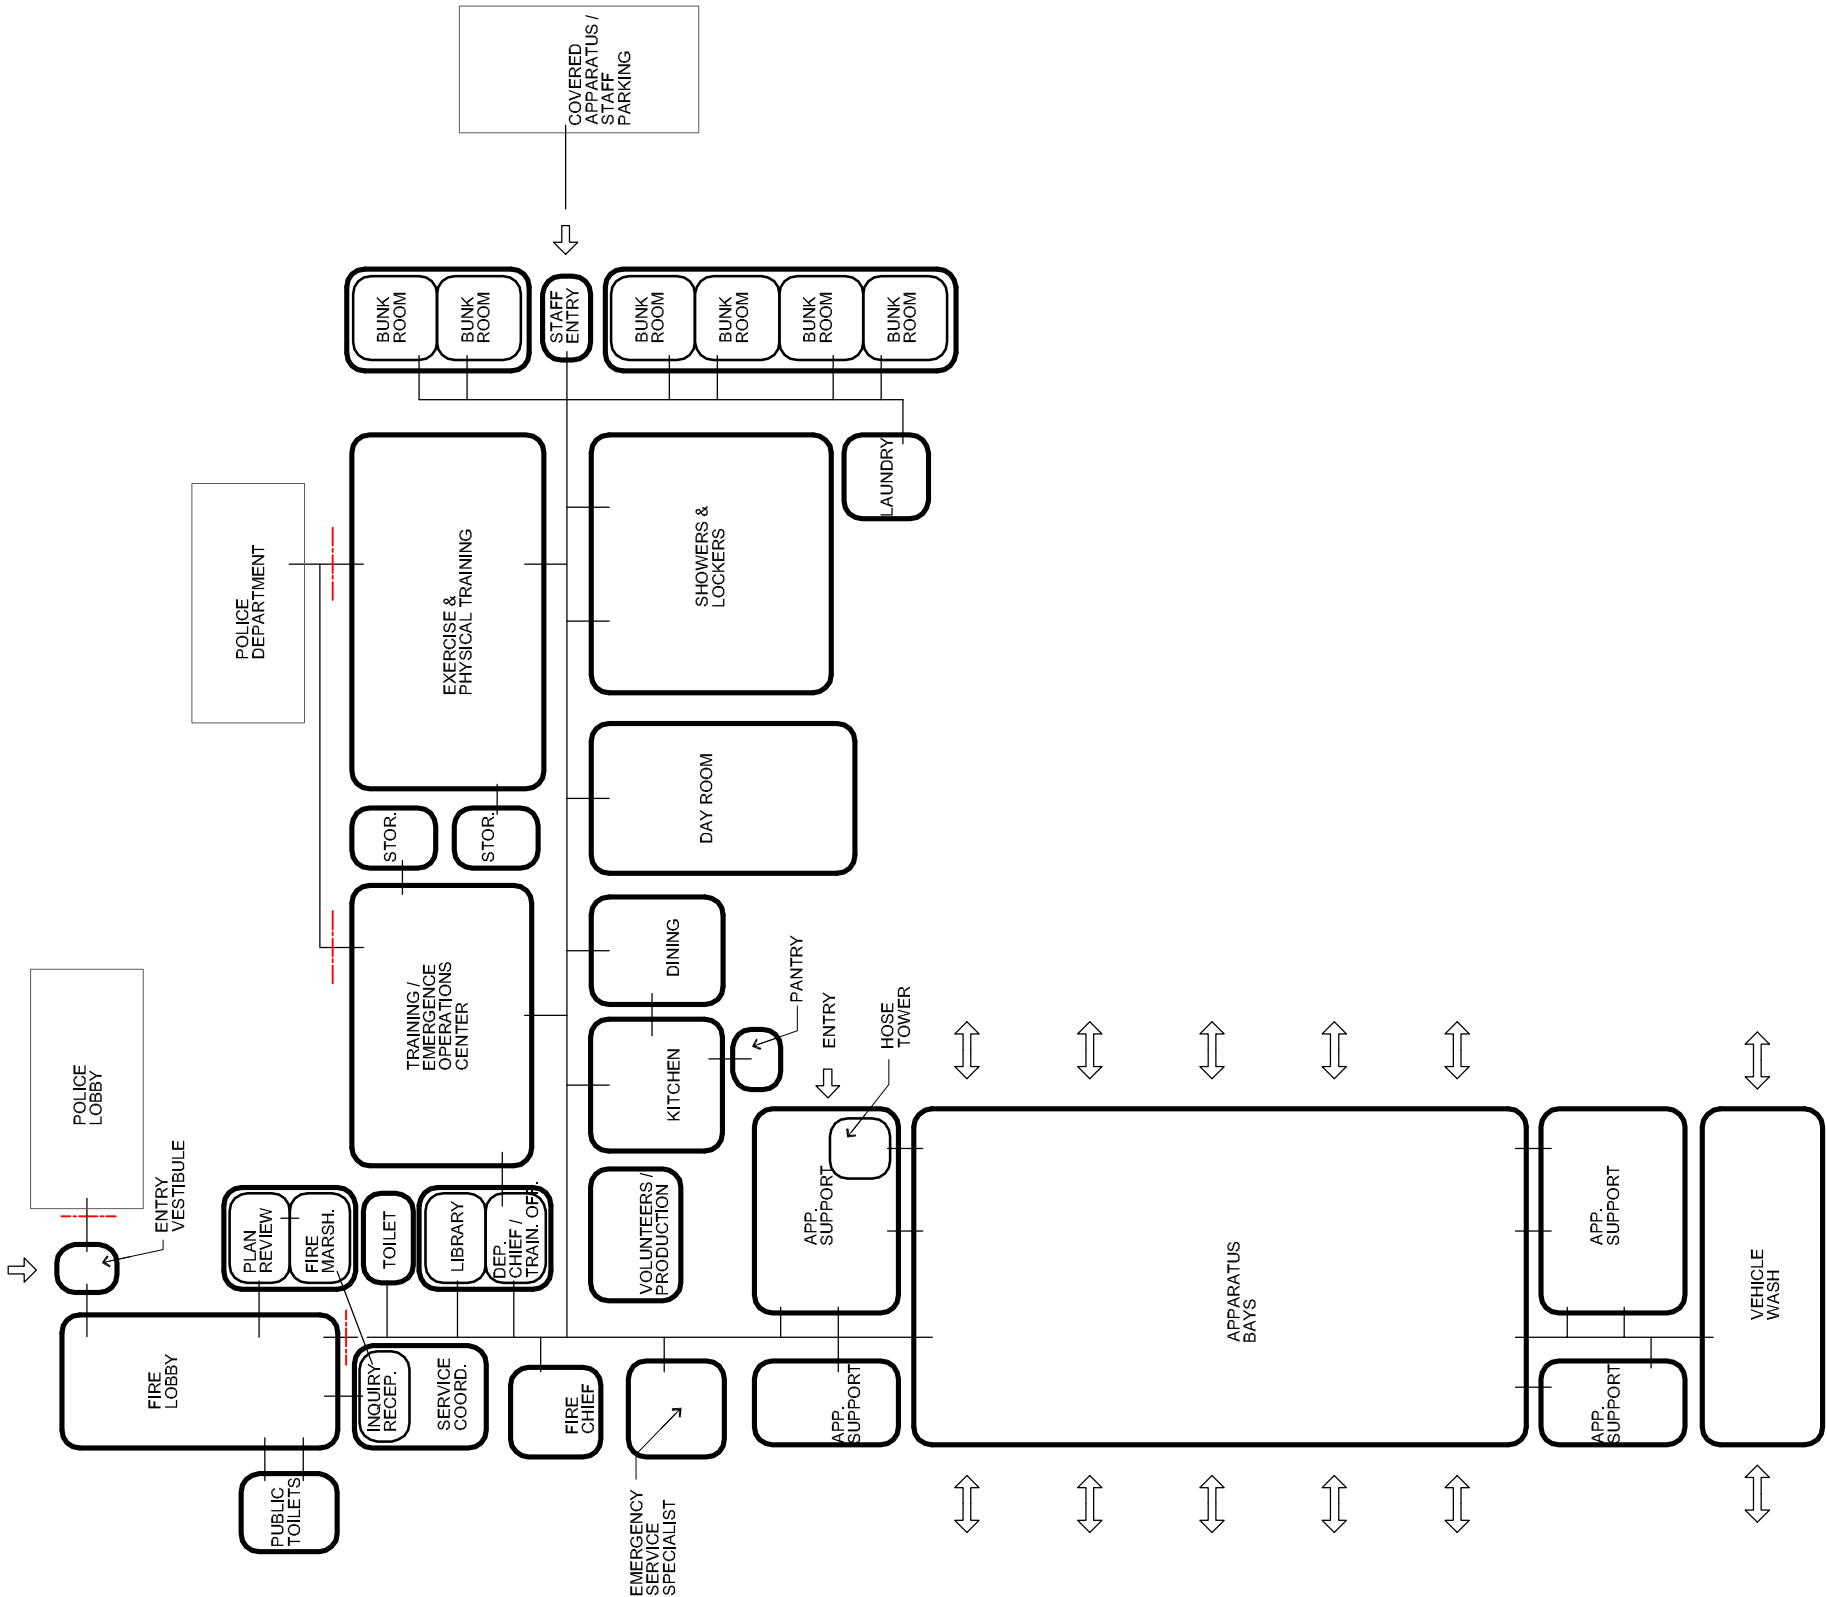 COVERED
APPARATUS /
STAFF
PARKING
BUNK
ROOM
BUNK
ROOM
STAFF
ENTRY
BUNK
ROOM
BUNK
ROOM
BUNK
ROOM
BUNK
ROOM
POLICE
DEPARTMENT
EXERCISE &
PHYSICAL TRAINING
SHOWERS &
LOCKERS
LAUNDRY
STOR.
STOR.
DAY ROOM
POLICE
LOBBY
TRAINING /
EMERGENCE
OPERATIONS
CENTER
DINING
KITCHEN
PANTRY
ENTRY
HOSE
TOWER
ENTRY
VESTIBULE
PLAN
REVIEW
FIRE
MARSH.
TOILET
LIBRARY
DEP.
CHIEF /
TRAIN. OFF.
VOLUNTEERS /
PRODUCTION
APP.
SUPPORT
APPARATUS
BAYS
APP.
SUPPORT
VEHICLE
WASH
FIRE
LOBBY
INQUIRY
RECEP.
SERVICE
COORD.
FIRE
CHIEF
APP.
SUPPORT
APP.
SUPPORT
PUBLIC
TOILETS
EMERGENCY
SERVICE
SPECIALIST